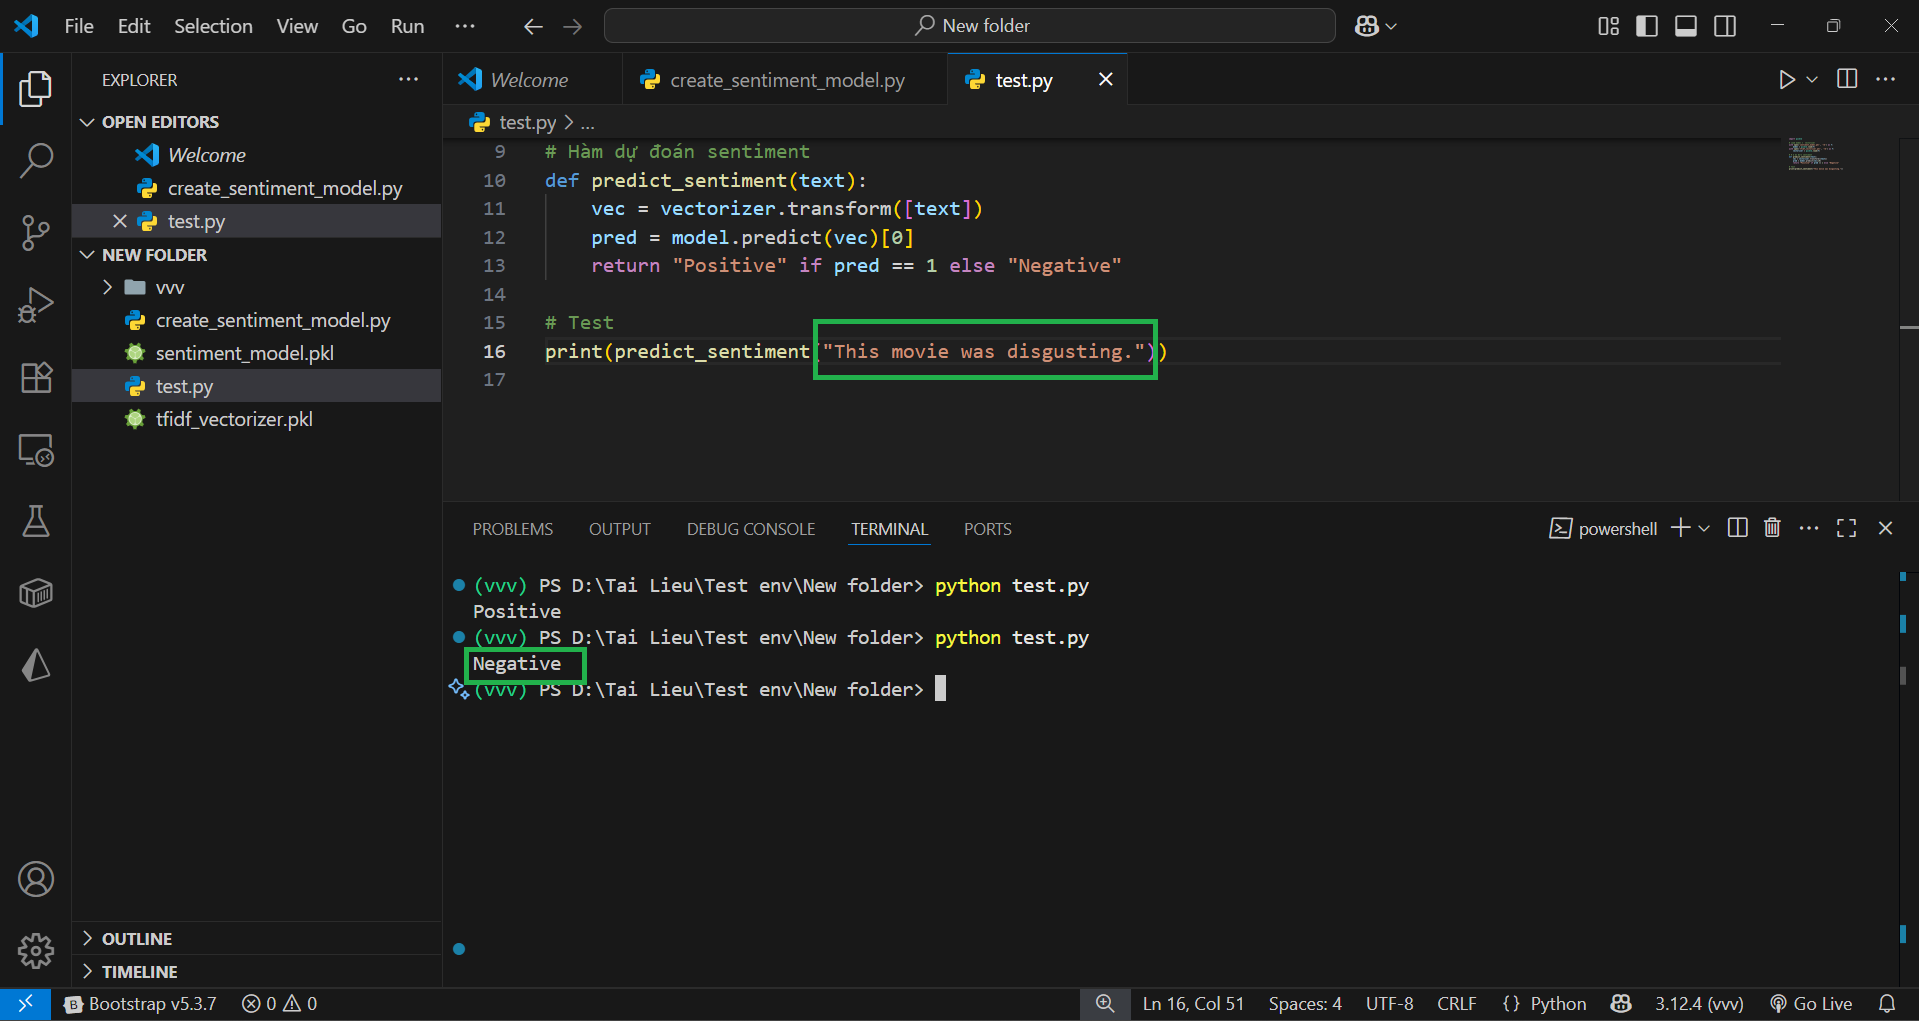 File Edit Selection View Go Run ...
New folder
EXPLORER
OPEN EDITORS
Welcome
create_sentiment_model.py
test.py
NEW FOLDER
vvv
create_sentiment_model.py
sentiment_model.pkl
test.py
tfidf_vectorizer.pkl
OUTLINE
TIMELINE
Welcome create_sentiment_model.py test.py
test.py > ...
9 # Hàm dự đoán sentiment
10 def predict_sentiment(text):
11 vec = vectorizer.transform([text])
12 pred = model.predict(vec)[0]
13 return "Positive" if pred == 1 else "Negative"
14
15 # Test
16 print(predict_sentiment("This movie was disgusting."))
17
PROBLEMS OUTPUT DEBUG CONSOLE TERMINAL PORTS powershell
(vvv) PS D:\Tai Lieu\Test env\New folder> python test.py
Positive
(vvv) PS D:\Tai Lieu\Test env\New folder> python test.py
Negative
(vvv) PS D:\Tai Lieu\Test env\New folder>
Bootstrap v5.3.7 0 0 Ln 16, Col 51 Spaces: 4 UTF-8 CRLF {} Python 3.12.4 (vvv) Go Live